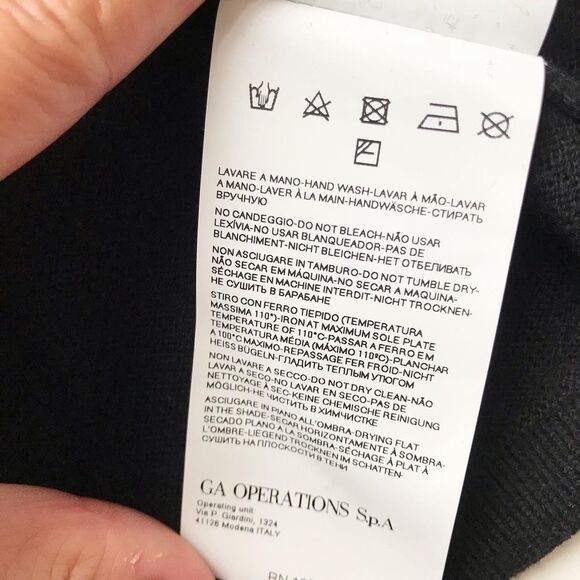 LAVARE A MANO-HAND WASH-LAVAR À MÃO-LAVAR
A MANO-LAVER À LA MAIN-HANDWÄSCHE-СТИРАТЬ
ВРУЧНУЮ
NO CANDEGGIO-DO NOT BLEACH-NÃO USAR
LEXÍVIA-NO USAR BLANQUEADOR-PAS DE
BLANCHIMENT-NICHT BLEICHEN-НЕТ ОТБЕЛИВАТЬ
NON ASCIUGARE IN TAMBURO-DO NOT TUMBLE DRY-
NÃO SECAR EM MÁQUINA-NO SECAR A MAQUINA-
SÉCHAGE EN MACHINE INTERDIT-NICHT TROCKNEN-
НЕ СУШИТЬ В БАРАБАНЕ
STIRO CON FERRO TIEPIDO (TEMPERATURA
MASSIMA 110°)-IRON AT MAXIMUM SOLE PLATE
TEMPERATURE OF 110°C-PASSAR A FERRO EM
TEMPERATURA MÉDIA (MÁXIMO 110ºC)-PLANCHAR
A 100°C MAXIMO-REPASSAGE FER FROID-NICHT
HEISS BÜGELN-ГЛАДИТЬ ТЕПЛЫМ УТЮГОМ
NON LAVARE A SECCO-DO NOT DRY CLEAN-NÃO
LAVAR A SECO-NO LAVAR EN SECO-PAS DE
NETTOYAGE À SEC-KEINE CHEMISCHE REINIGUNG
MÖGLICH-НЕ ЧИСТИТЬ В ХИМЧИСТКЕ
ASCIUGARE IN PIANO ALL'OMBRA-DRYING FLAT
IN THE SHADE-SECAR HORIZONTALMENTE À SOMBRA-
SECADO PLANO A LA SOMBRA-SÉCHAGE À PLAT À
L'OMBRE-LIEGEND TROCKNEN IM SCHATTEN-
СУШИТЬ НА ПЛОСКОСТИ В ТЕНИ
GA OPERATIONS S.p.A
Operating unit:
Via P. Giardini, 1324
41126 Modena ITALY
RN